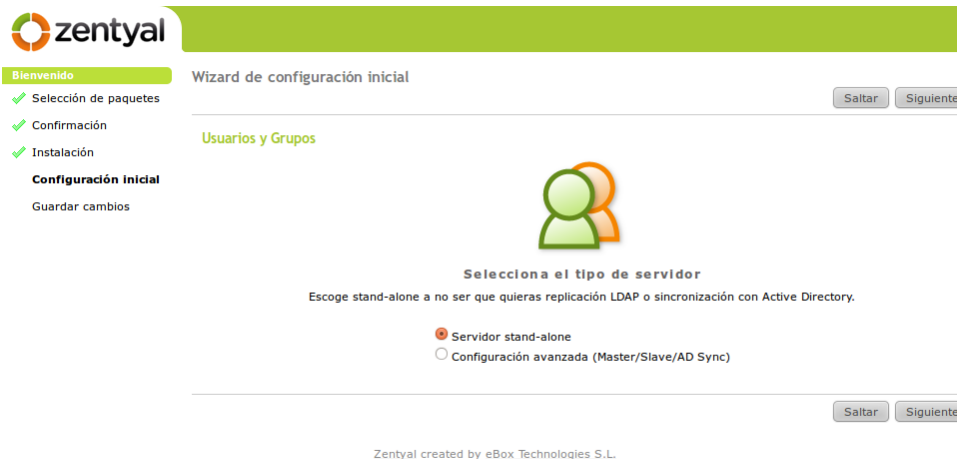 zentyal
Bienvenido
Selección de paquetes
Confirmación
Instalación
Configuración inicial
Guardar cambios
Wizard de configuración inicial
Saltar Siguiente
Usuarios y Grupos
Selecciona el tipo de servidor
Escoge stand-alone a no ser que quieras replicación LDAP o sincronización con Active Directory.
Servidor stand-alone
Configuración avanzada (Master/Slave/AD Sync)
Saltar Siguiente
Zentyal created by eBox Technologies S.L.